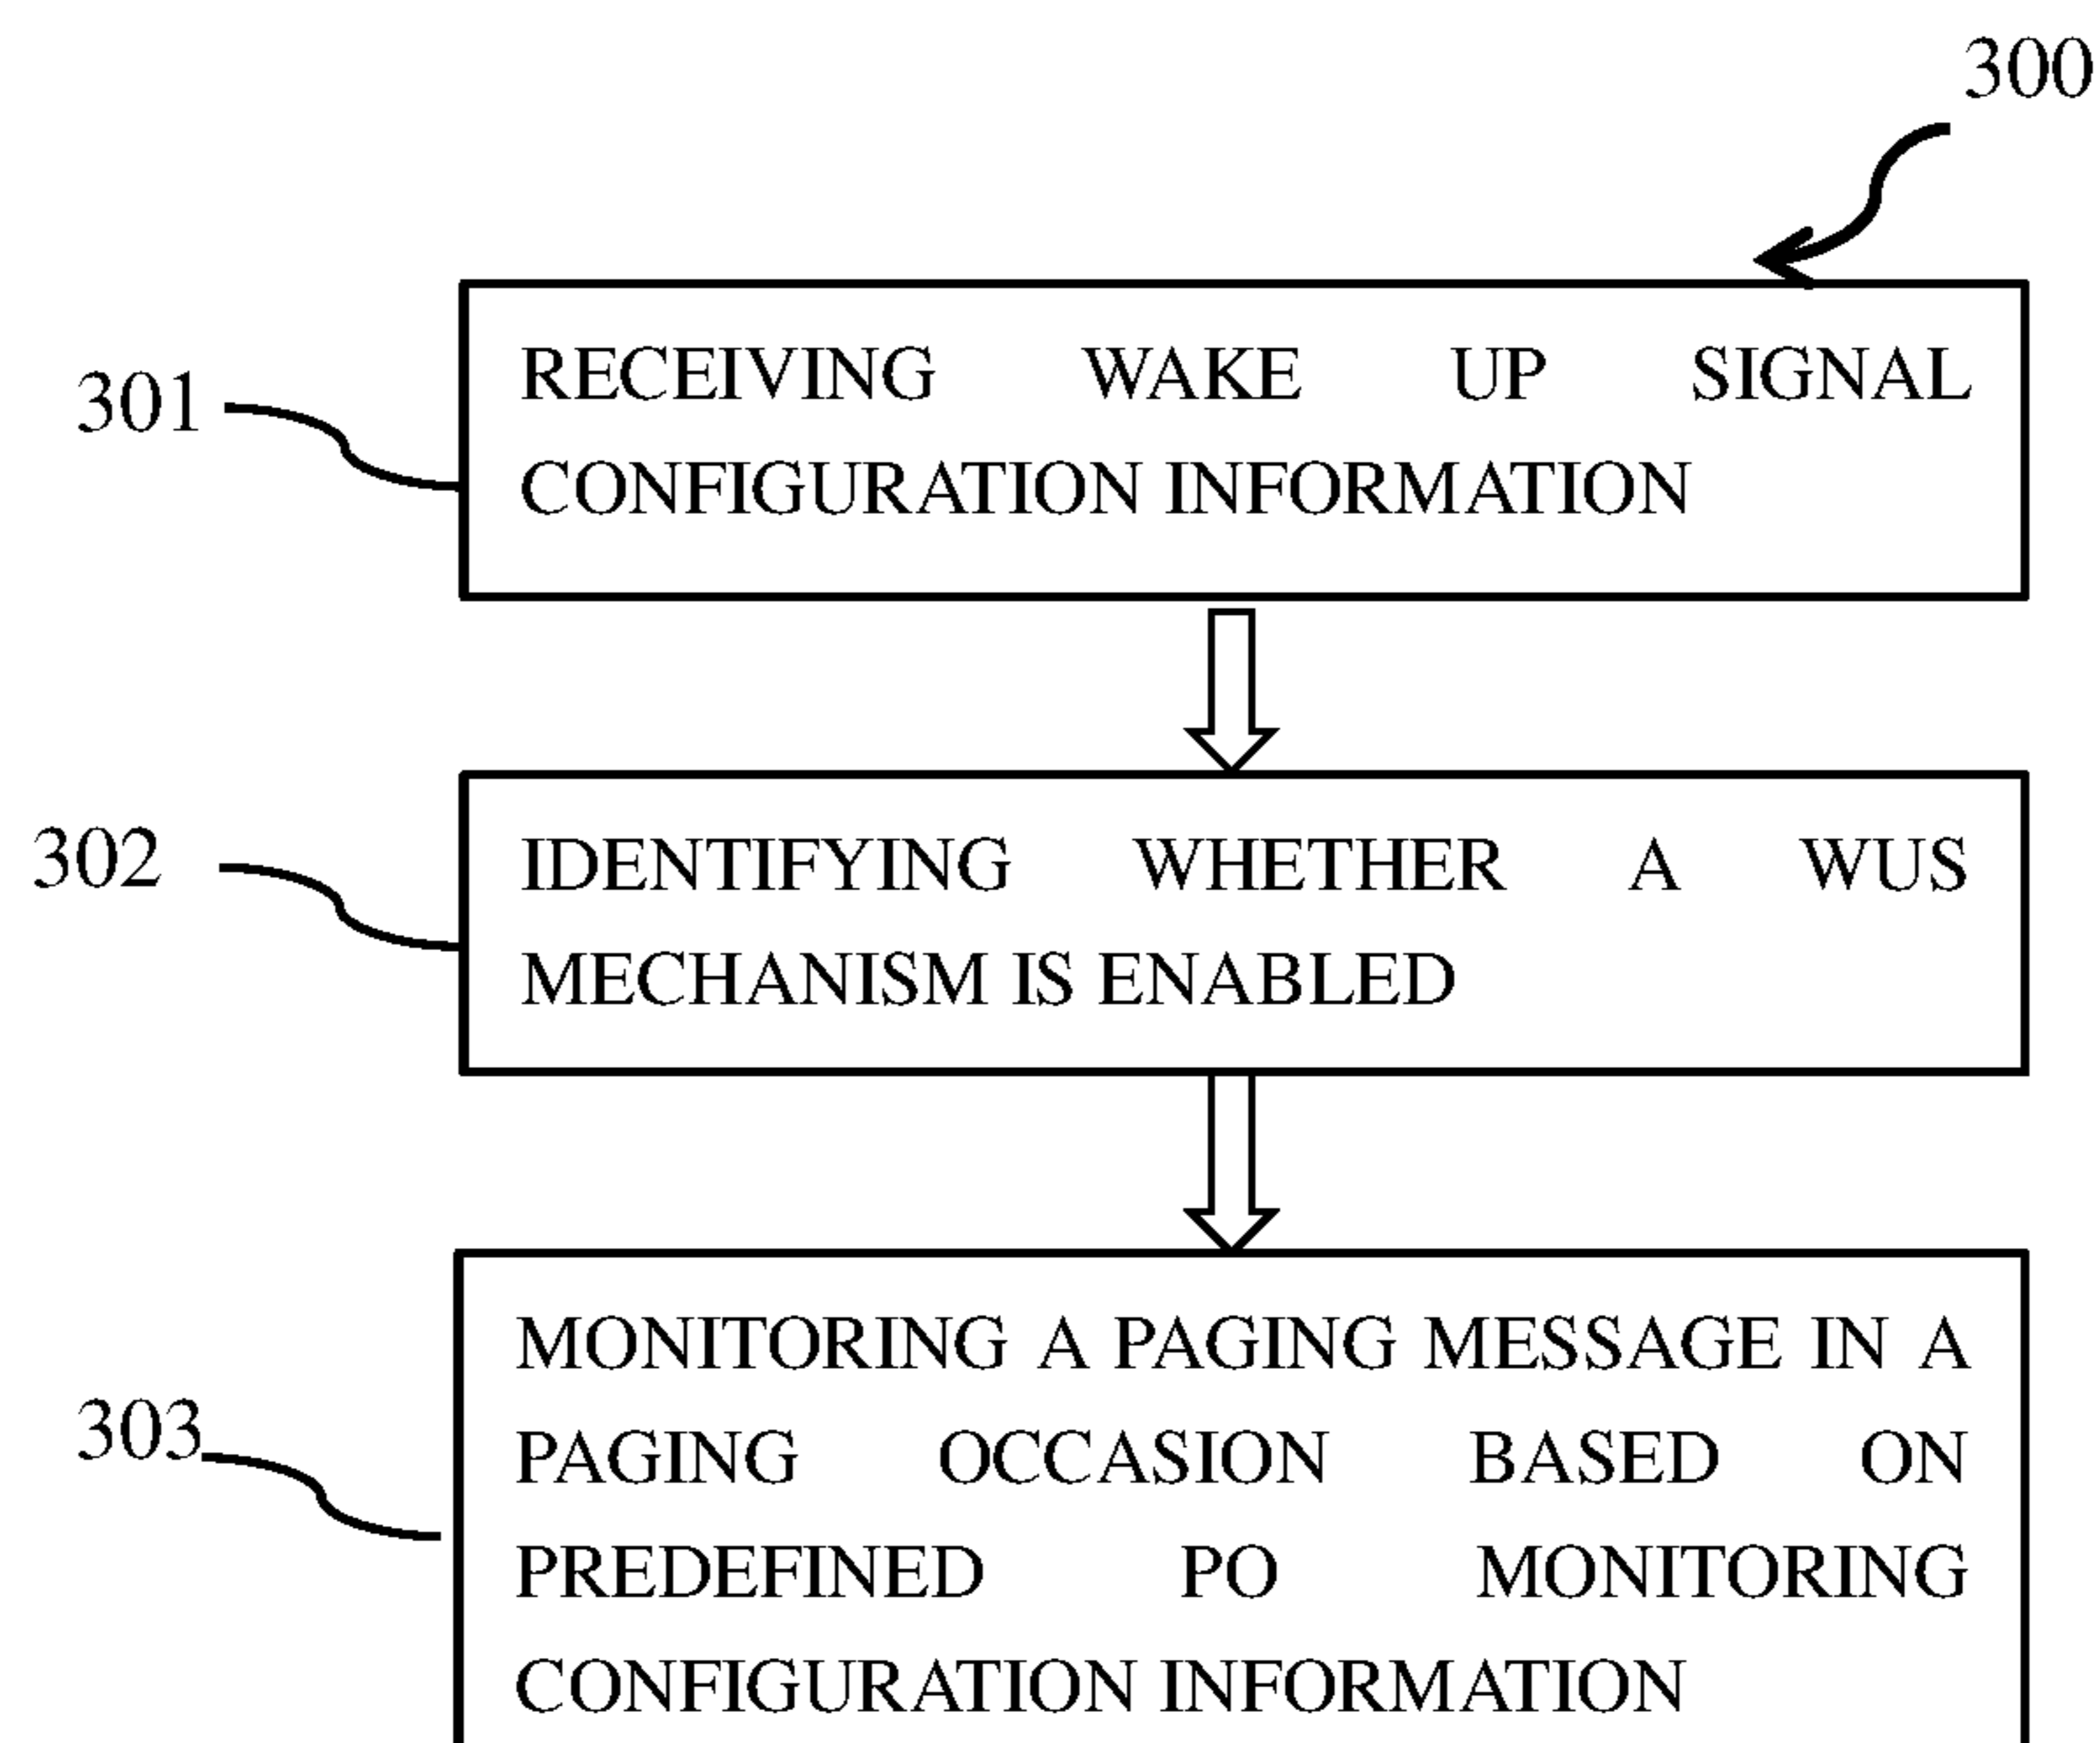 300
301
RECEIVING WAKE UP SIGNAL
CONFIGURATION INFORMATION
302
IDENTIFYING WHETHER A WUS
MECHANISM IS ENABLED
303
MONITORING A PAGING MESSAGE IN A
PAGING OCCASION BASED ON
PREDEFINED PO MONITORING
CONFIGURATION INFORMATION